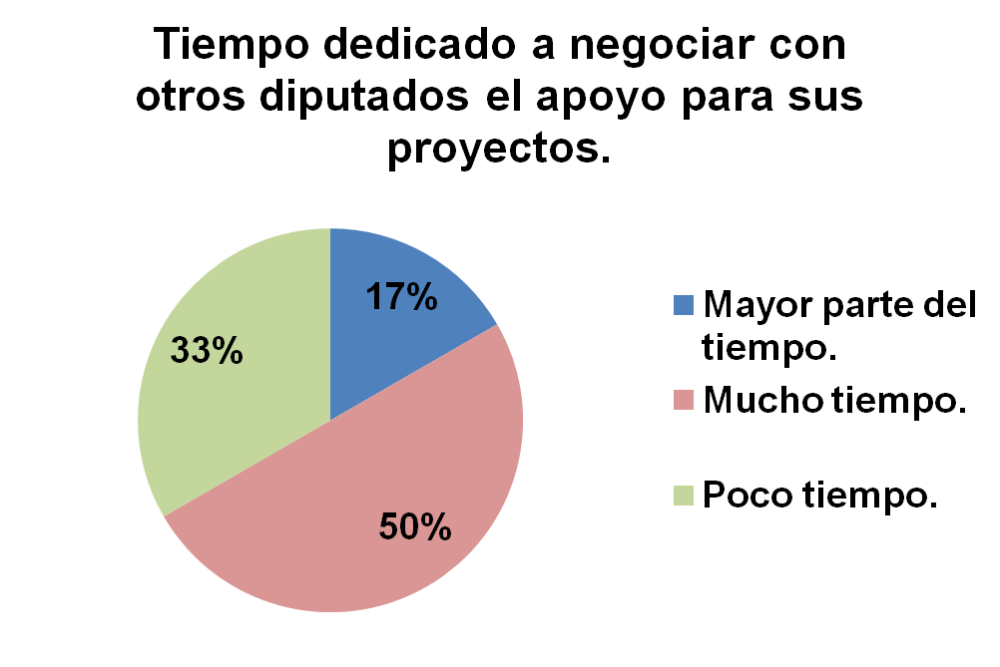 Tiempo dedicado a negociar con
otros diputados el apoyo para sus
proyectos.
17%
33%
50%
Mayor parte del
tiempo.
Mucho tiempo.
Poco tiempo.